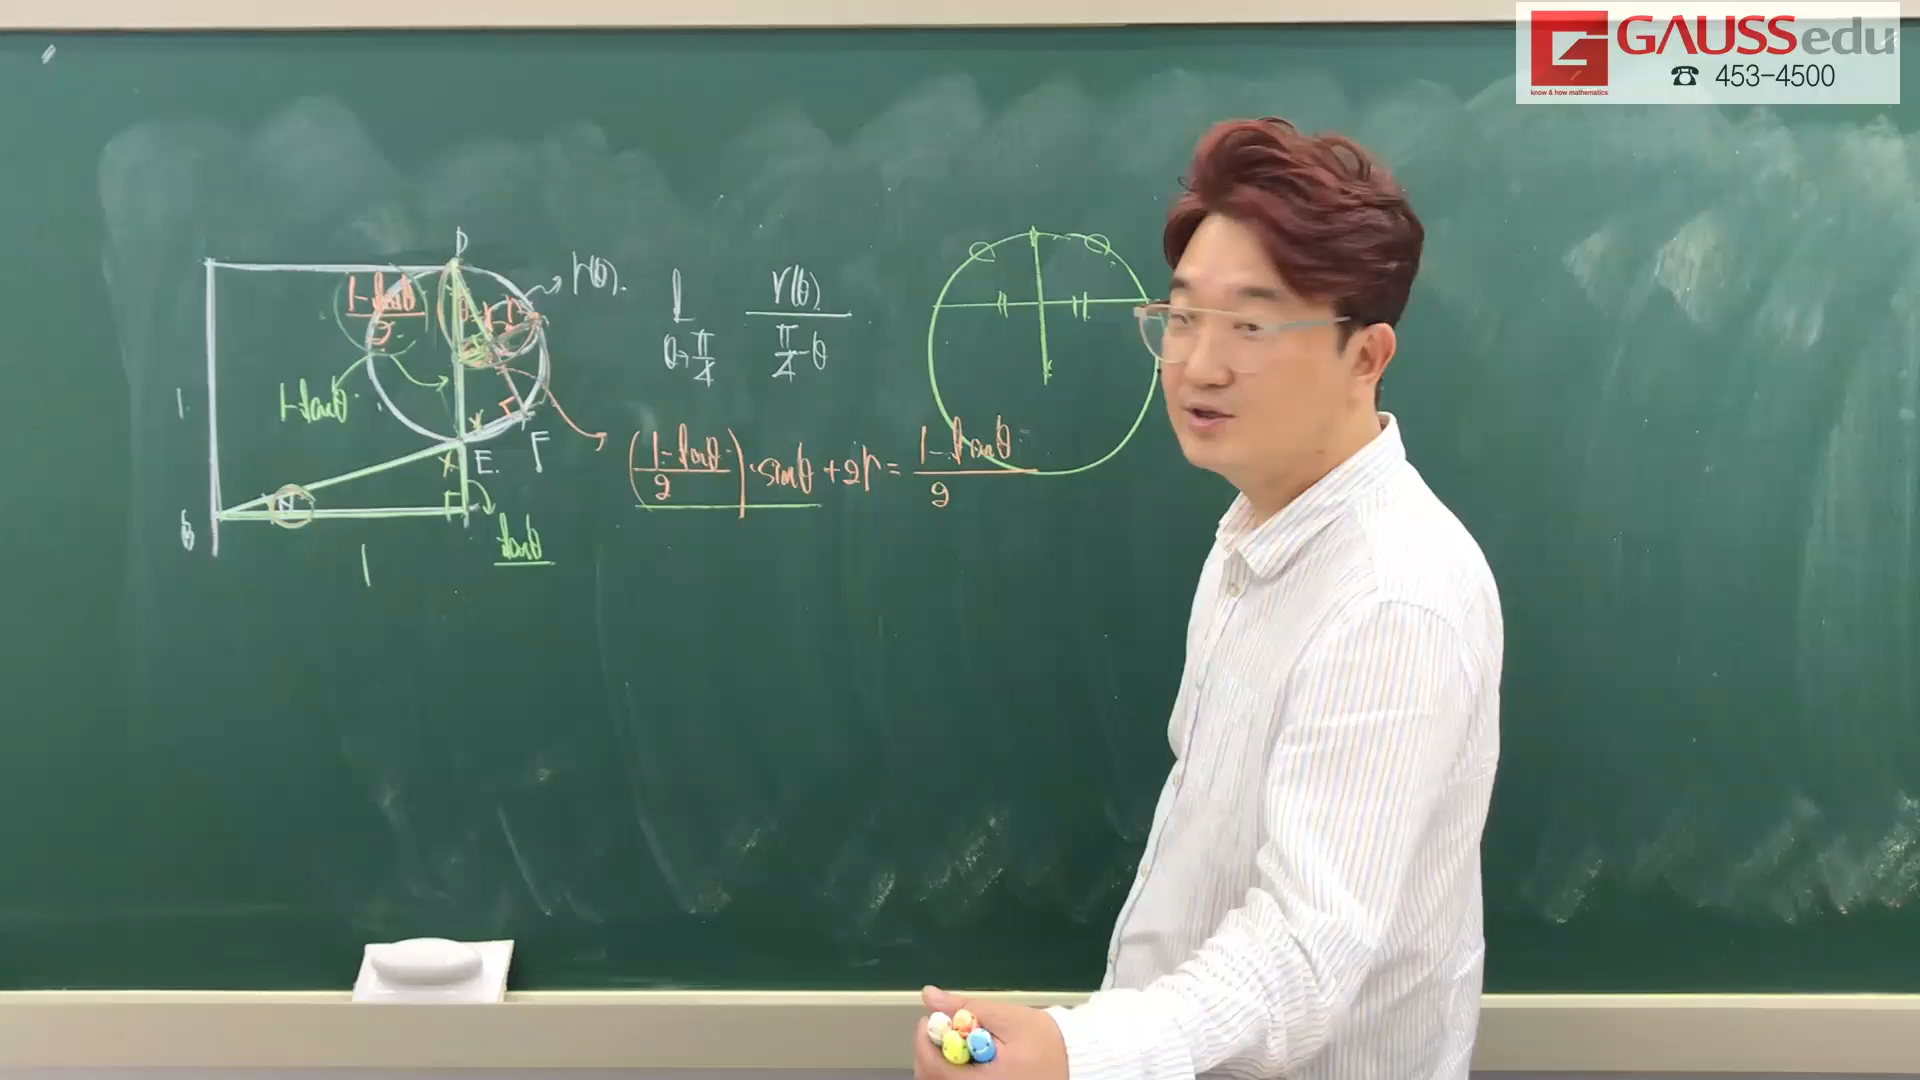 GAUSS edu
know & how mathematics
☎ 453-4500
D
r(θ).
r(θ)
θ→π/4
π/4-θ
1-tanθ
2
1-tanθ
1
E.
F
B
1
tanθ
(1-tanθ/2)·sinθ+2r=1-tanθ/2